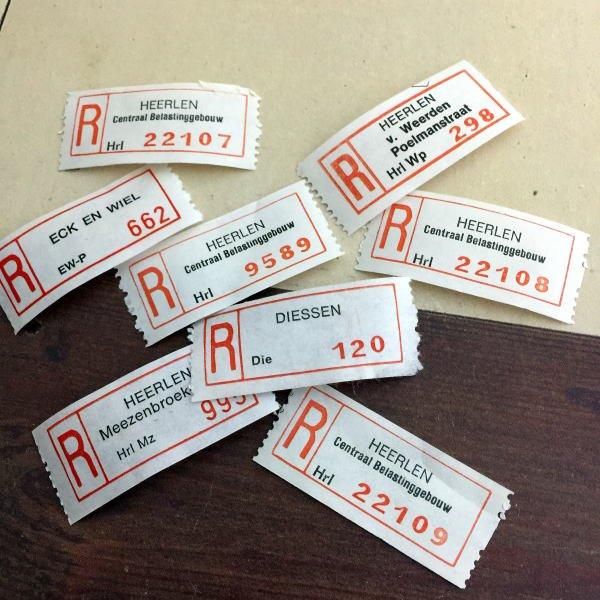 R
HEERLEN
Centraal Belastinggebouw
Hrl 22107
R
HEERLEN
v. Weerden
Poelmanstraat
Hrl Wp 298
R
ECK EN WIEL
EW-P 662
R
HEERLEN
Centraal Belastinggebouw
Hrl 9589
R
HEERLEN
Centraal Belastinggebouw
Hrl 22108
R
DIESSEN
Die 120
R
HEERLEN
Meezenbroek
Hrl Mz
R
HEERLEN
Centraal Belastinggebouw
Hrl 22109